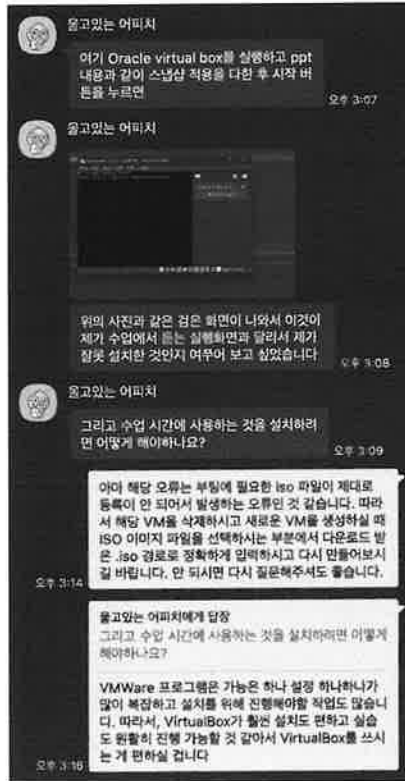 울고있는 어피치
여기 Oracle virtual box를 실행하고 ppt
내용과 같이 스냅샵 적용을 다한 후 시작 버
튼을 누르면
오후 3:07
울고있는 어피치
위의 사진과 같은 검은 화면이 나와서 이것이
제가 수업에서 듣는 실행화면과 달리서 제가
잘못 설치한 것인지 여쭈어 보고 싶었습니다
오후 3:08
울고있는 어피치
그리고 수업 시간에 사용하는 것을 설치하려
면 어떻게 해야하나요?
오후 3:09
아마 해당 오류는 부팅에 필요한 iso 파일이 제대로
등록이 안 되어서 발생하는 오류인 것 같습니다. 따라
서 해당 VM을 삭제하시고 새로운 VM을 생성하실 때
ISO 이미지 파일을 선택하시는 부분에서 다운로드 받
은 .iso 경로로 정확하게 입력하시고 다시 만들어보시
길 바랍니다. 안 되시면 다시 질문해주셔도 좋습니다.
오후 3:14
울고있는 어피치에게 답장
그리고 수업 시간에 사용하는 것을 설치하려면 어떻게
해야하나요?
VMWare 프로그램은 가능은 하나 설정 하나하나가
많이 복잡하고 설치를 위해 진행해야할 작업도 많습니
다. 따라서, VirtualBox가 훨씬 설치도 편하고 실습
도 원활히 진행 가능할 것 같아서 VirtualBox를 쓰시
는 게 편하실 겁니다
오후 3:16